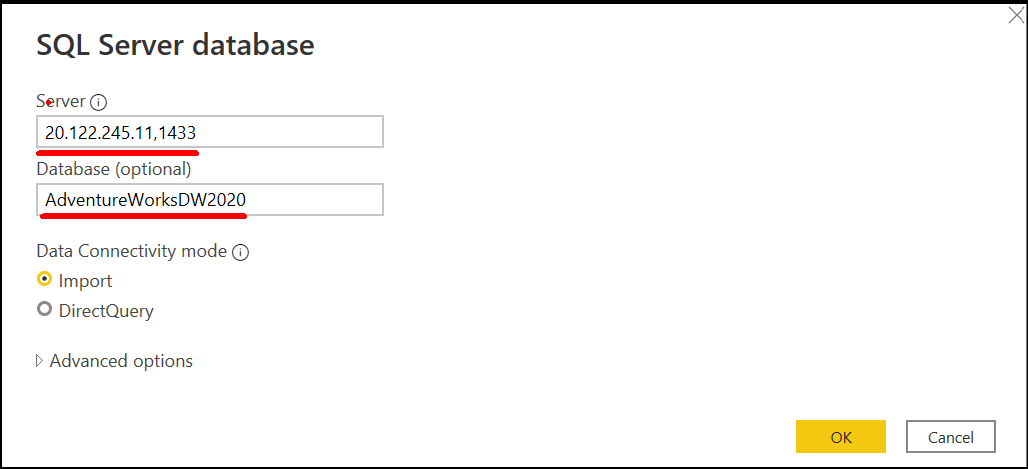 SQL Server database
Server
20.122.245.11,1433
Database (optional)
AdventureWorksDW2020
Data Connectivity mode
Import
DirectQuery
Advanced options
OK
Cancel